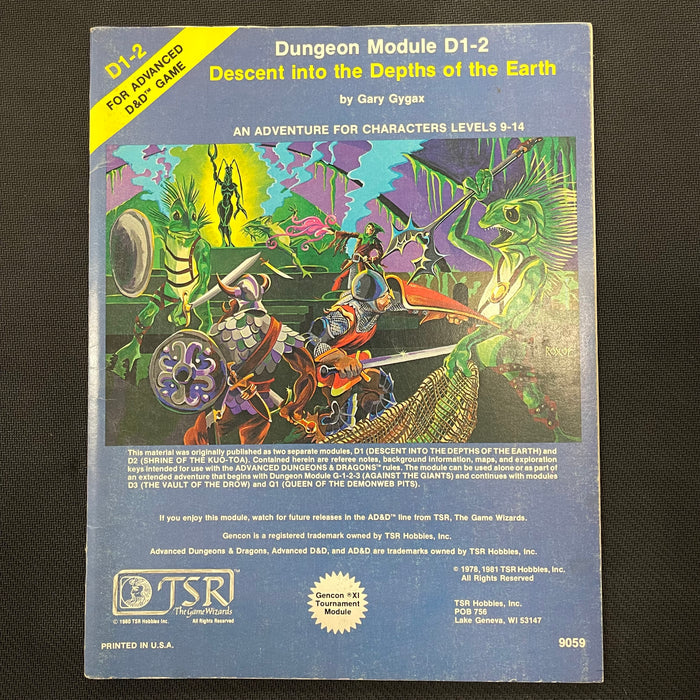 D1-2
FOR ADVANCED
D&D™ GAME
Dungeon Module D1-2
Descent into the Depths of the Earth
by Gary Gygax
AN ADVENTURE FOR CHARACTERS LEVELS 9-14
ROSLOF
This material was originally published as two separate modules, D1 (DESCENT INTO THE DEPTHS OF THE EARTH) and
D2 (SHRINE OF THE KUO-TOA). Contained herein are referee notes, background information, maps, and exploration
keys intended for use with the ADVANCED DUNGEONS & DRAGONS™ rules. The module can be used alone or as part of
an extended adventure that begins with Dungeon Module G-1-2-3 (AGAINST THE GIANTS) and continues with modules
D3 (THE VAULT OF THE DROW) and Q1 (QUEEN OF THE DEMONWEB PITS).
If you enjoy this module, watch for future releases in the AD&D™ line from TSR, The Game Wizards.
Gencon is a registered trademark owned by TSR Hobbies, Inc.
Advanced Dungeons & Dragons, Advanced D&D, and AD&D are trademarks owned by TSR Hobbies, Inc.
© 1978, 1981 TSR Hobbies, Inc.
All Rights Reserved
TSR™
The Game Wizards
© 1980 TSR Hobbies, Inc. All Rights Reserved
Gencon ® XI
Tournament
Module
TSR Hobbies, Inc.
POB 756
Lake Geneva, WI 53147
PRINTED IN U.S.A.
9059